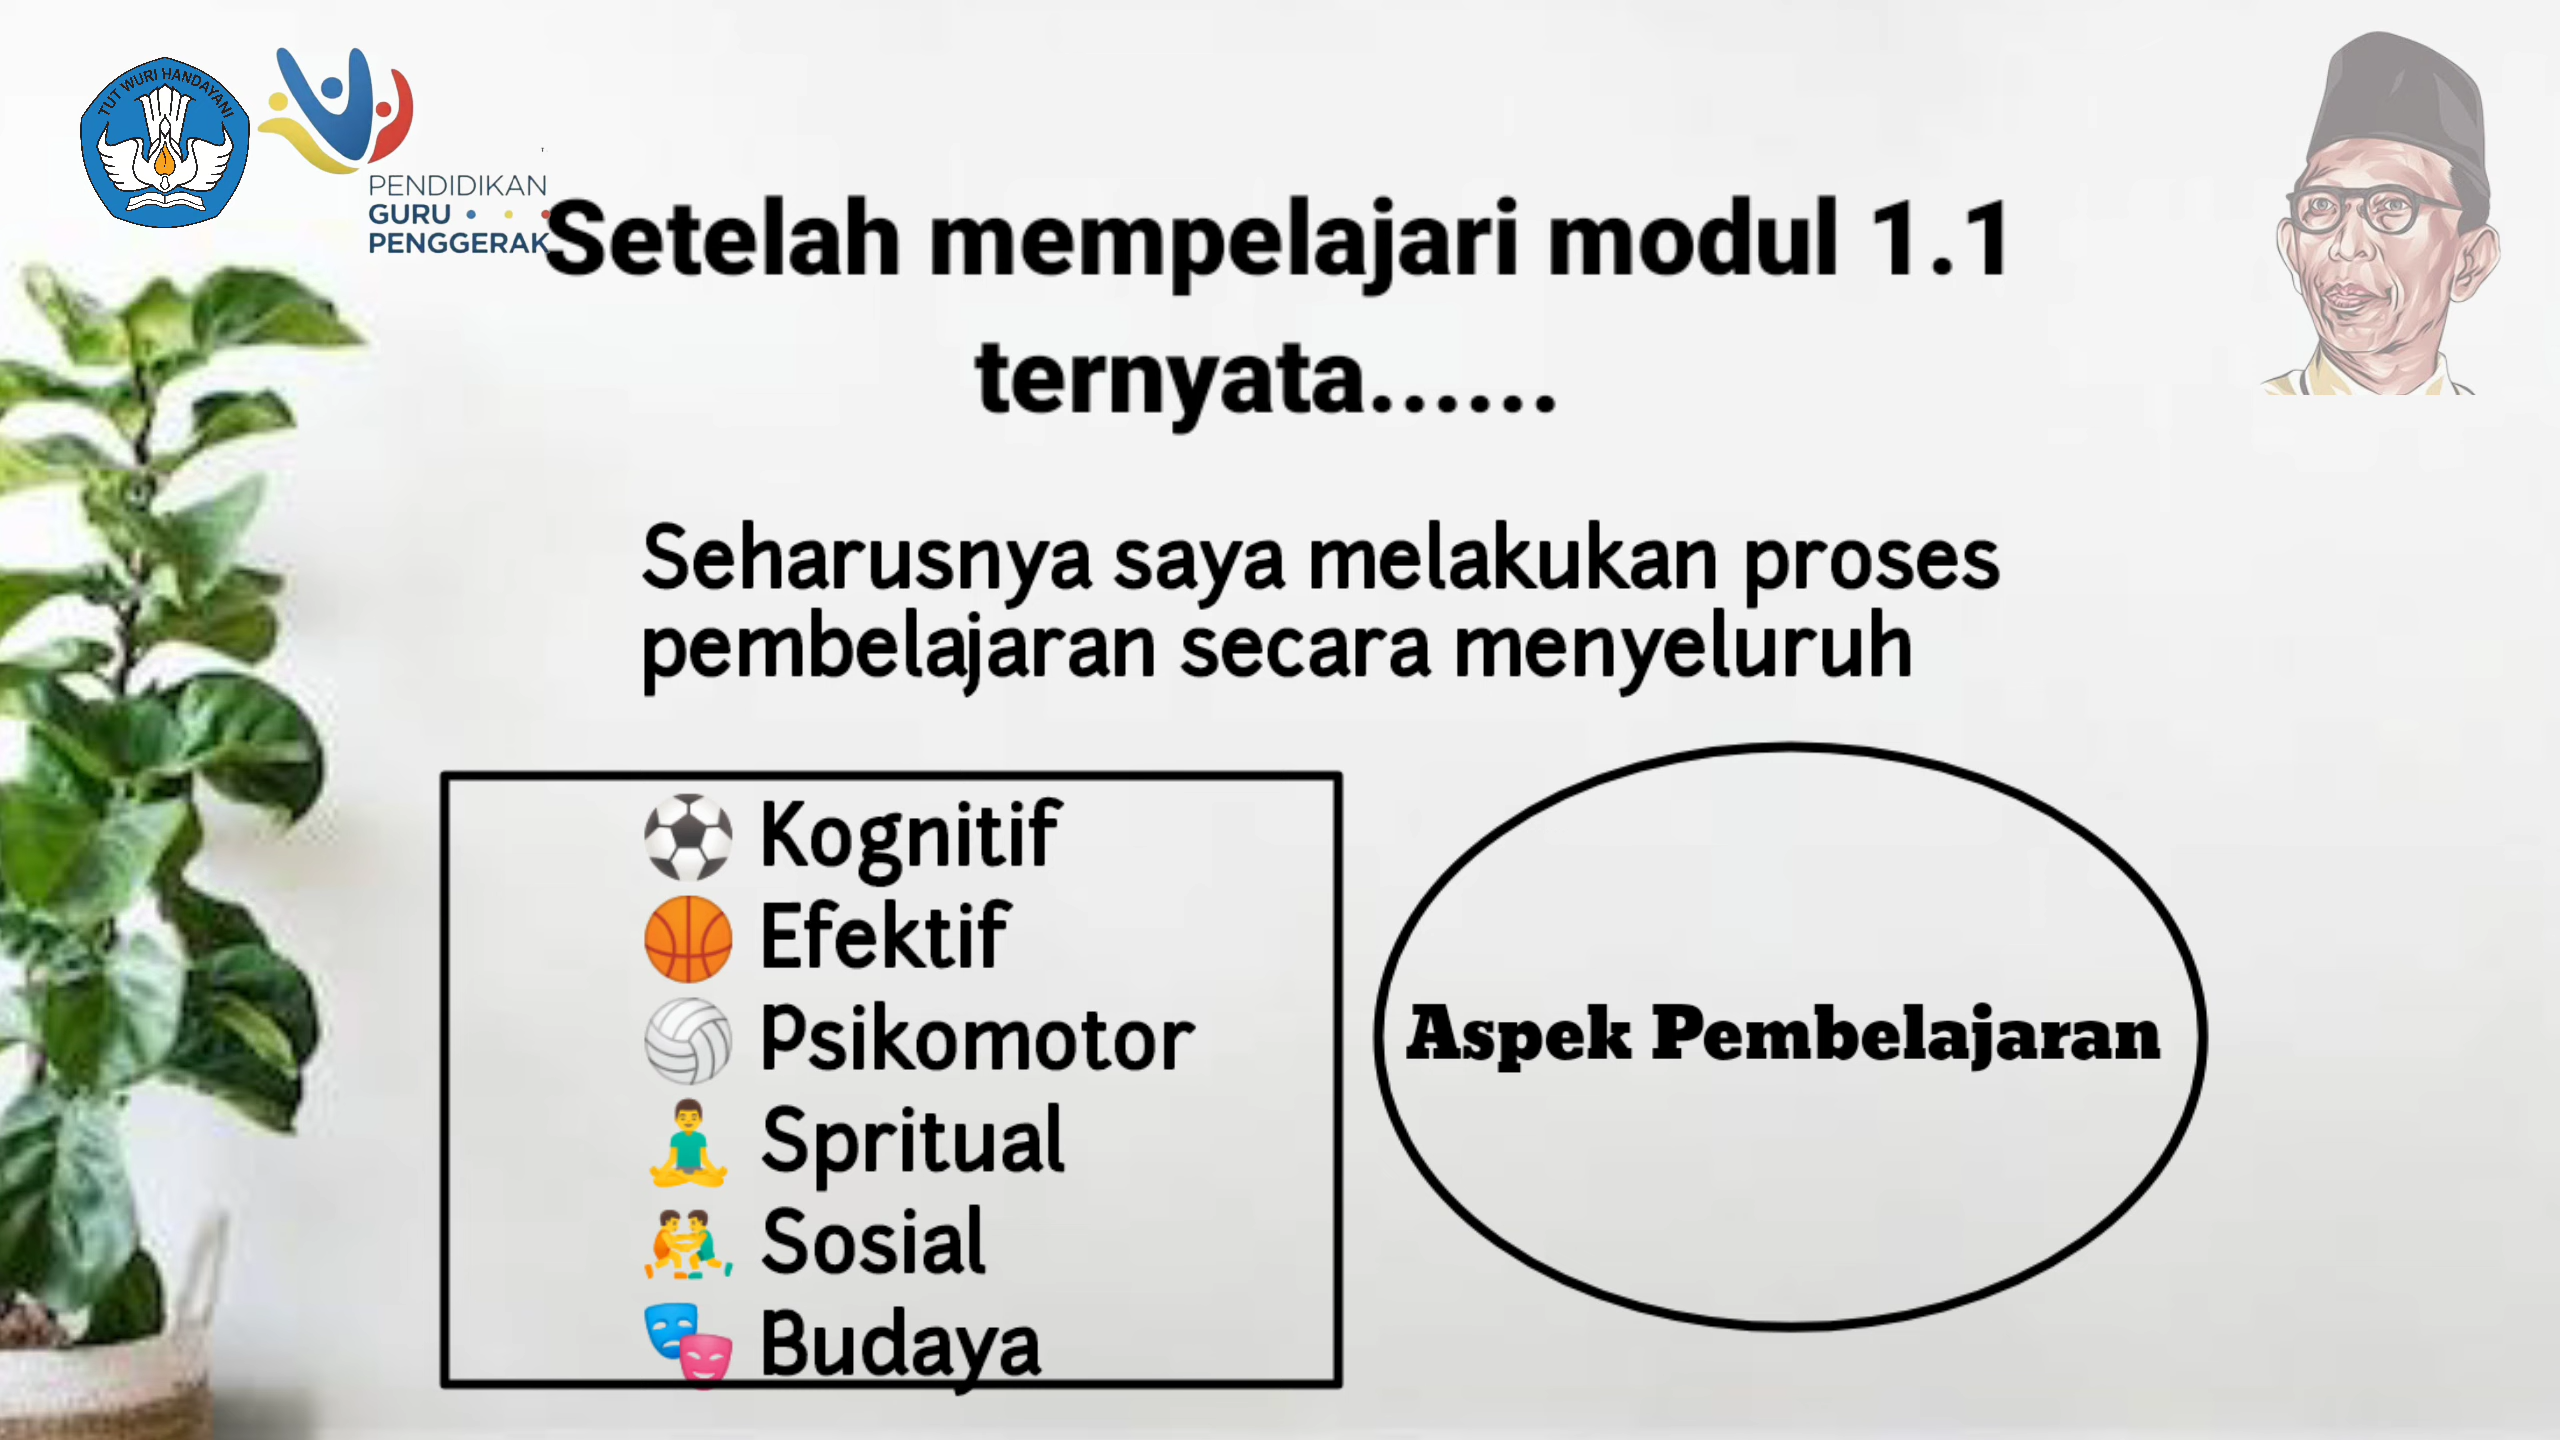 TUT WURI HANDAYANI
PENDIDIKAN
GURU
PENGGERAK
Setelah mempelajari modul 1.1
ternyata......
Seharusnya saya melakukan proses
pembelajaran secara menyeluruh
Kognitif
Efektif
Psikomotor
Spritual
Sosial
Budaya
Aspek Pembelajaran